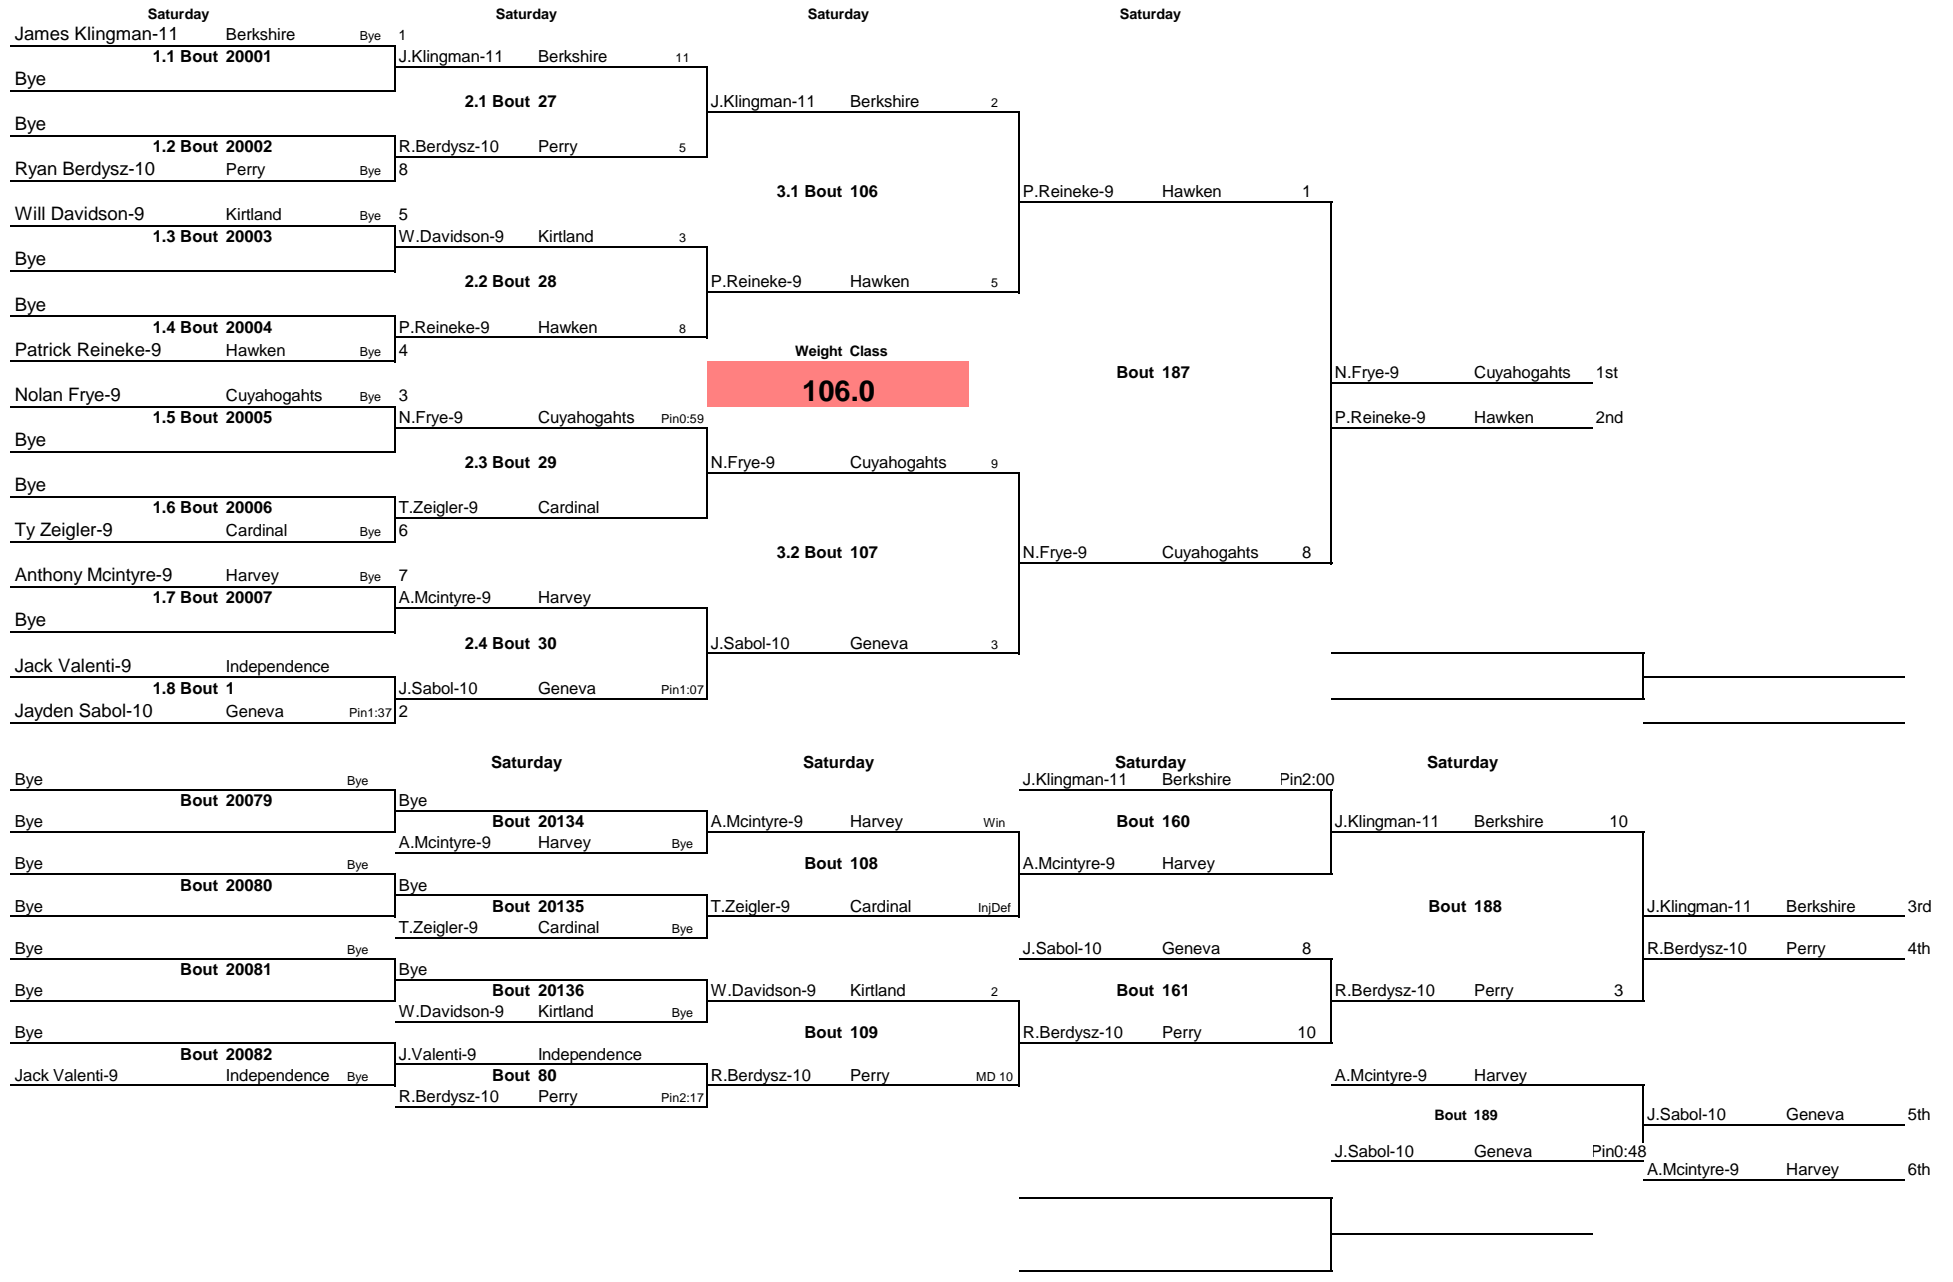 Saturday Saturday Saturday Saturday
James Klingman-11 Berkshire Bye 1
1.1 Bout 20001 J.Klingman-11 Berkshire 11
Bye
2.1 Bout 27 J.Klingman-11 Berkshire 2
Bye
1.2 Bout 20002 R.Berdysz-10 Perry 5
Ryan Berdysz-10 Perry Bye 8
3.1 Bout 106 P.Reineke-9 Hawken 1
Will Davidson-9 Kirtland Bye 5
1.3 Bout 20003 W.Davidson-9 Kirtland 3
Bye
2.2 Bout 28 P.Reineke-9 Hawken 5
Bye
1.4 Bout 20004 P.Reineke-9 Hawken 8
Patrick Reineke-9 Hawken Bye 4 Weight Class
Bout 187 N.Frye-9 Cuyahogahts 1st
106.0
Nolan Frye-9 Cuyahogahts Bye 3
1.5 Bout 20005 N.Frye-9 Cuyahogahts Pin0:59 P.Reineke-9 Hawken 2nd
Bye
2.3 Bout 29 N.Frye-9 Cuyahogahts 9
Bye
1.6 Bout 20006 T.Zeigler-9 Cardinal
Ty Zeigler-9 Cardinal Bye 6
3.2 Bout 107 N.Frye-9 Cuyahogahts 8
Anthony Mcintyre-9 Harvey Bye 7
1.7 Bout 20007 A.Mcintyre-9 Harvey
Bye
2.4 Bout 30 J.Sabol-10 Geneva 3
Jack Valenti-9 Independence
1.8 Bout 1 J.Sabol-10 Geneva Pin1:07
Jayden Sabol-10 Geneva Pin1:37 2
Saturday Saturday Saturday Saturday
Bye Bye J.Klingman-11 Berkshire Pin2:00
Bout 20079 Bye
Bye Bout 20134 A.Mcintyre-9 Harvey Win Bout 160 J.Klingman-11 Berkshire 10
A.Mcintyre-9 Harvey Bye
Bye Bye Bout 108 A.Mcintyre-9 Harvey
Bout 20080 Bye
Bye Bout 20135 T.Zeigler-9 Cardinal InjDef Bout 188 J.Klingman-11 Berkshire 3rd
T.Zeigler-9 Cardinal Bye
Bye Bye J.Sabol-10 Geneva 8 R.Berdysz-10 Perry 4th
Bout 20081 Bye
Bye Bout 20136 W.Davidson-9 Kirtland 2 Bout 161 R.Berdysz-10 Perry 3
W.Davidson-9 Kirtland Bye
Bye Bout 109 R.Berdysz-10 Perry 10
Bout 20082 J.Valenti-9 Independence
Jack Valenti-9 Independence Bye Bout 80 R.Berdysz-10 Perry MD 10 A.Mcintyre-9 Harvey
R.Berdysz-10 Perry Pin2:17
Bout 189 J.Sabol-10 Geneva 5th
J.Sabol-10 Geneva Pin0:48
A.Mcintyre-9 Harvey 6th